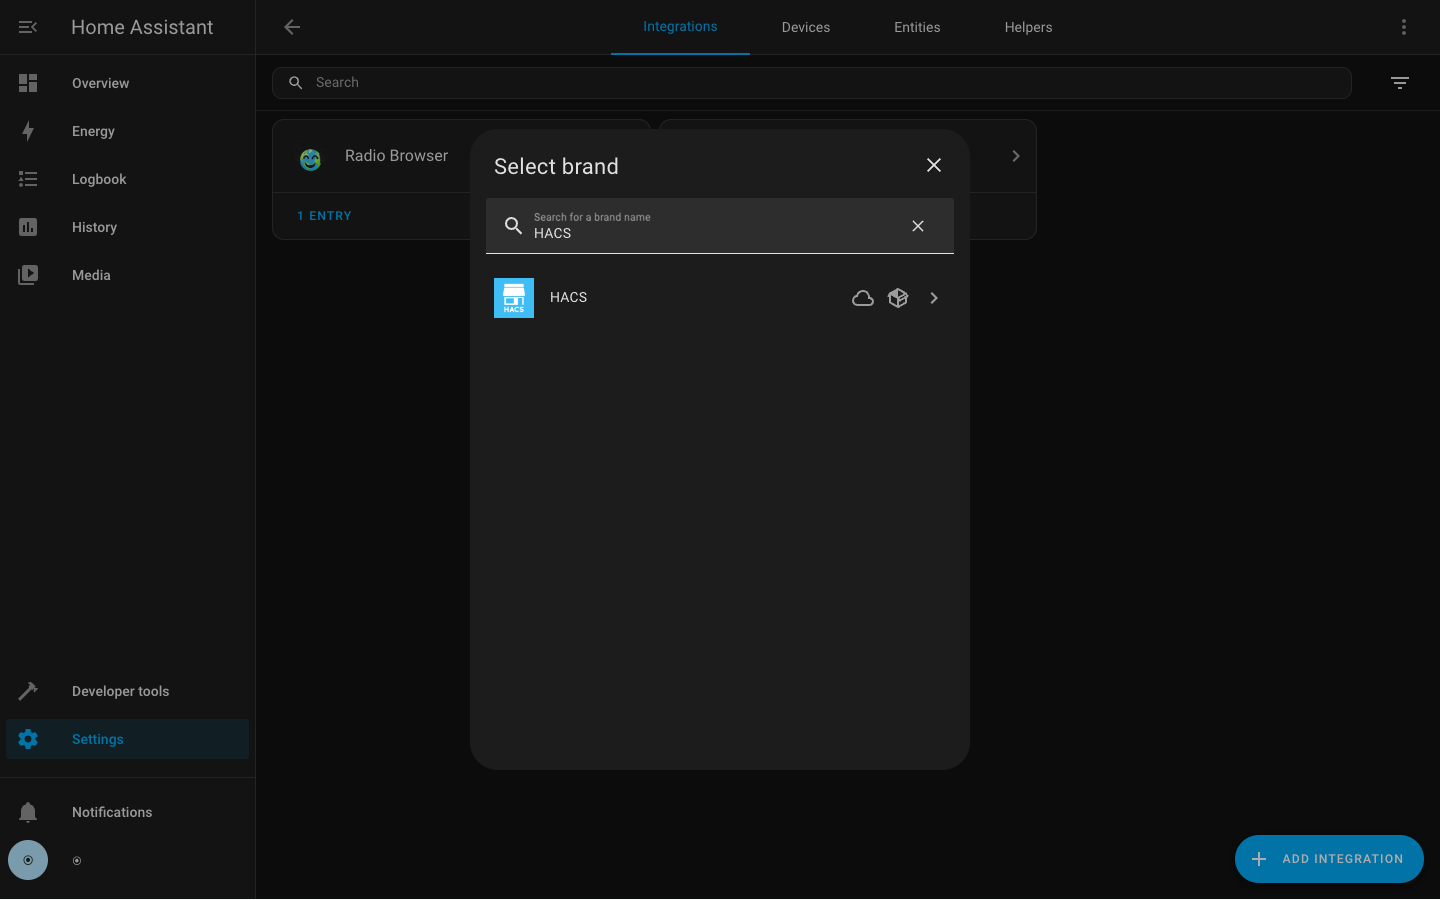 Home Assistant
Integrations
Devices
Entities
Helpers
Overview
Energy
Logbook
History
Media
Developer tools
Settings
Notifications
Search
Radio Browser
1 ENTRY
Select brand
Search for a brand name
HACS
HACS
HACS
ADD INTEGRATION